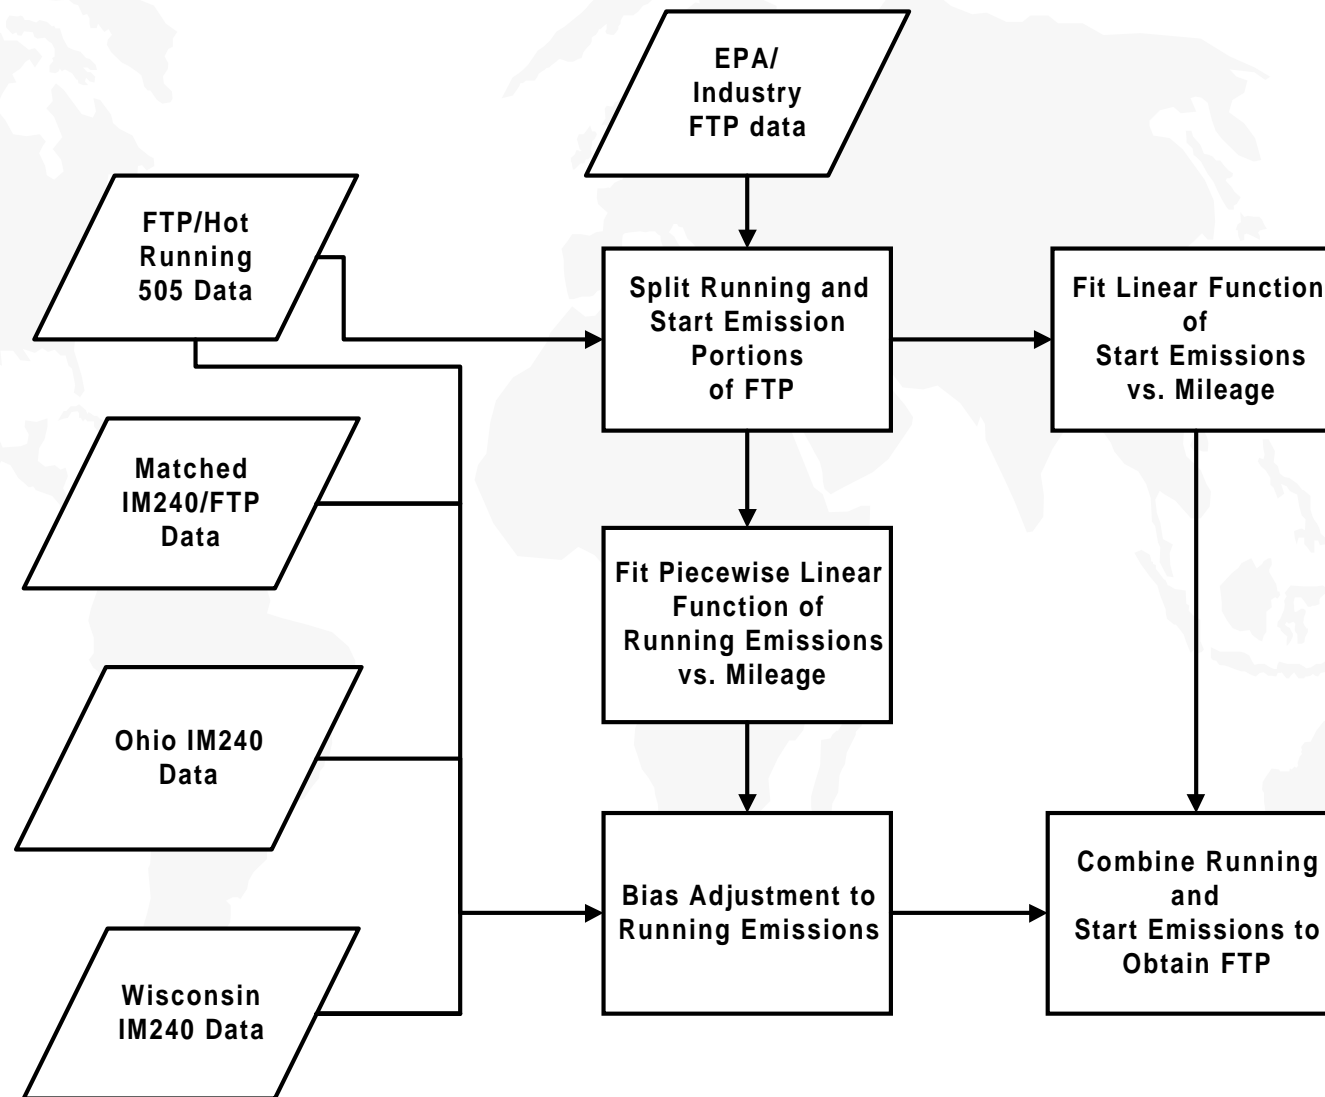 EPA/
Industry
FTP data
FTP/Hot
Running
505 Data
Split Running and
Start Emission
Portions
of FTP
Fit Linear Function
of
Start Emissions
vs. Mileage
Matched
IM240/FTP
Data
Fit Piecewise Linear
Function of
Running Emissions
vs. Mileage
Ohio IM240
Data
Bias Adjustment to
Running Emissions
Combine Running
and
Start Emissions to
Obtain FTP
Wisconsin
IM240 Data